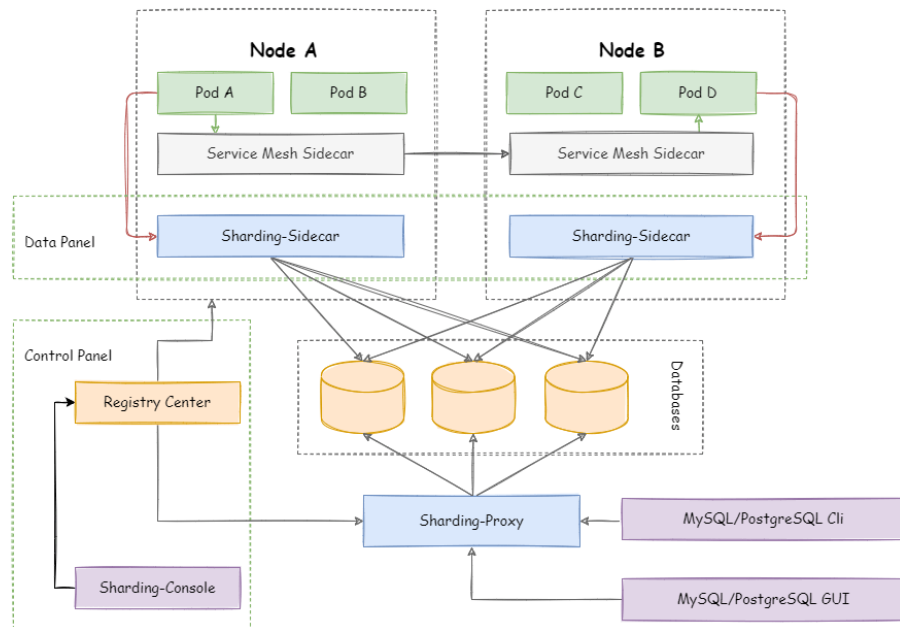 Node A
Node B
Pod A
Pod B
Pod C
Pod D
Service Mesh Sidecar
Service Mesh Sidecar
Data Panel
Sharding-Sidecar
Sharding-Sidecar
Control Panel
Registry Center
Databases
Sharding-Proxy
MySQL/PostgreSQL Cli
Sharding-Console
MySQL/PostgreSQL GUI